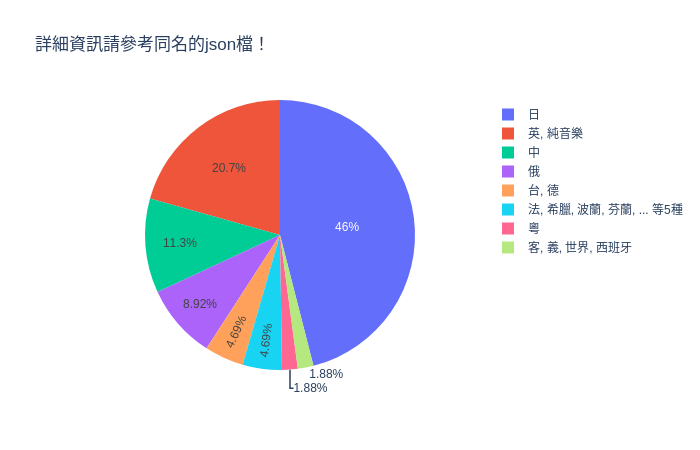 詳細資訊請參考同名的json檔！
日
英, 純音樂
中
俄
台, 德
法, 希臘, 波蘭, 芬蘭, ... 等5種
粵
客, 義, 世界, 西班牙
46%
20.7%
11.3%
8.92%
4.69%
4.69%
1.88%
1.88%